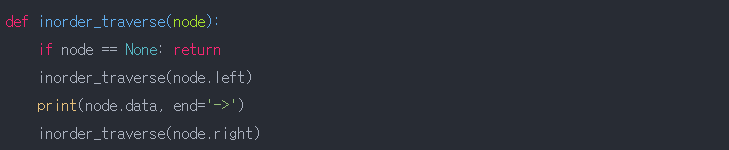 def inorder_traverse(node):
    if node == None: return
    inorder_traverse(node.left)
    print(node.data, end='->')
    inorder_traverse(node.right)